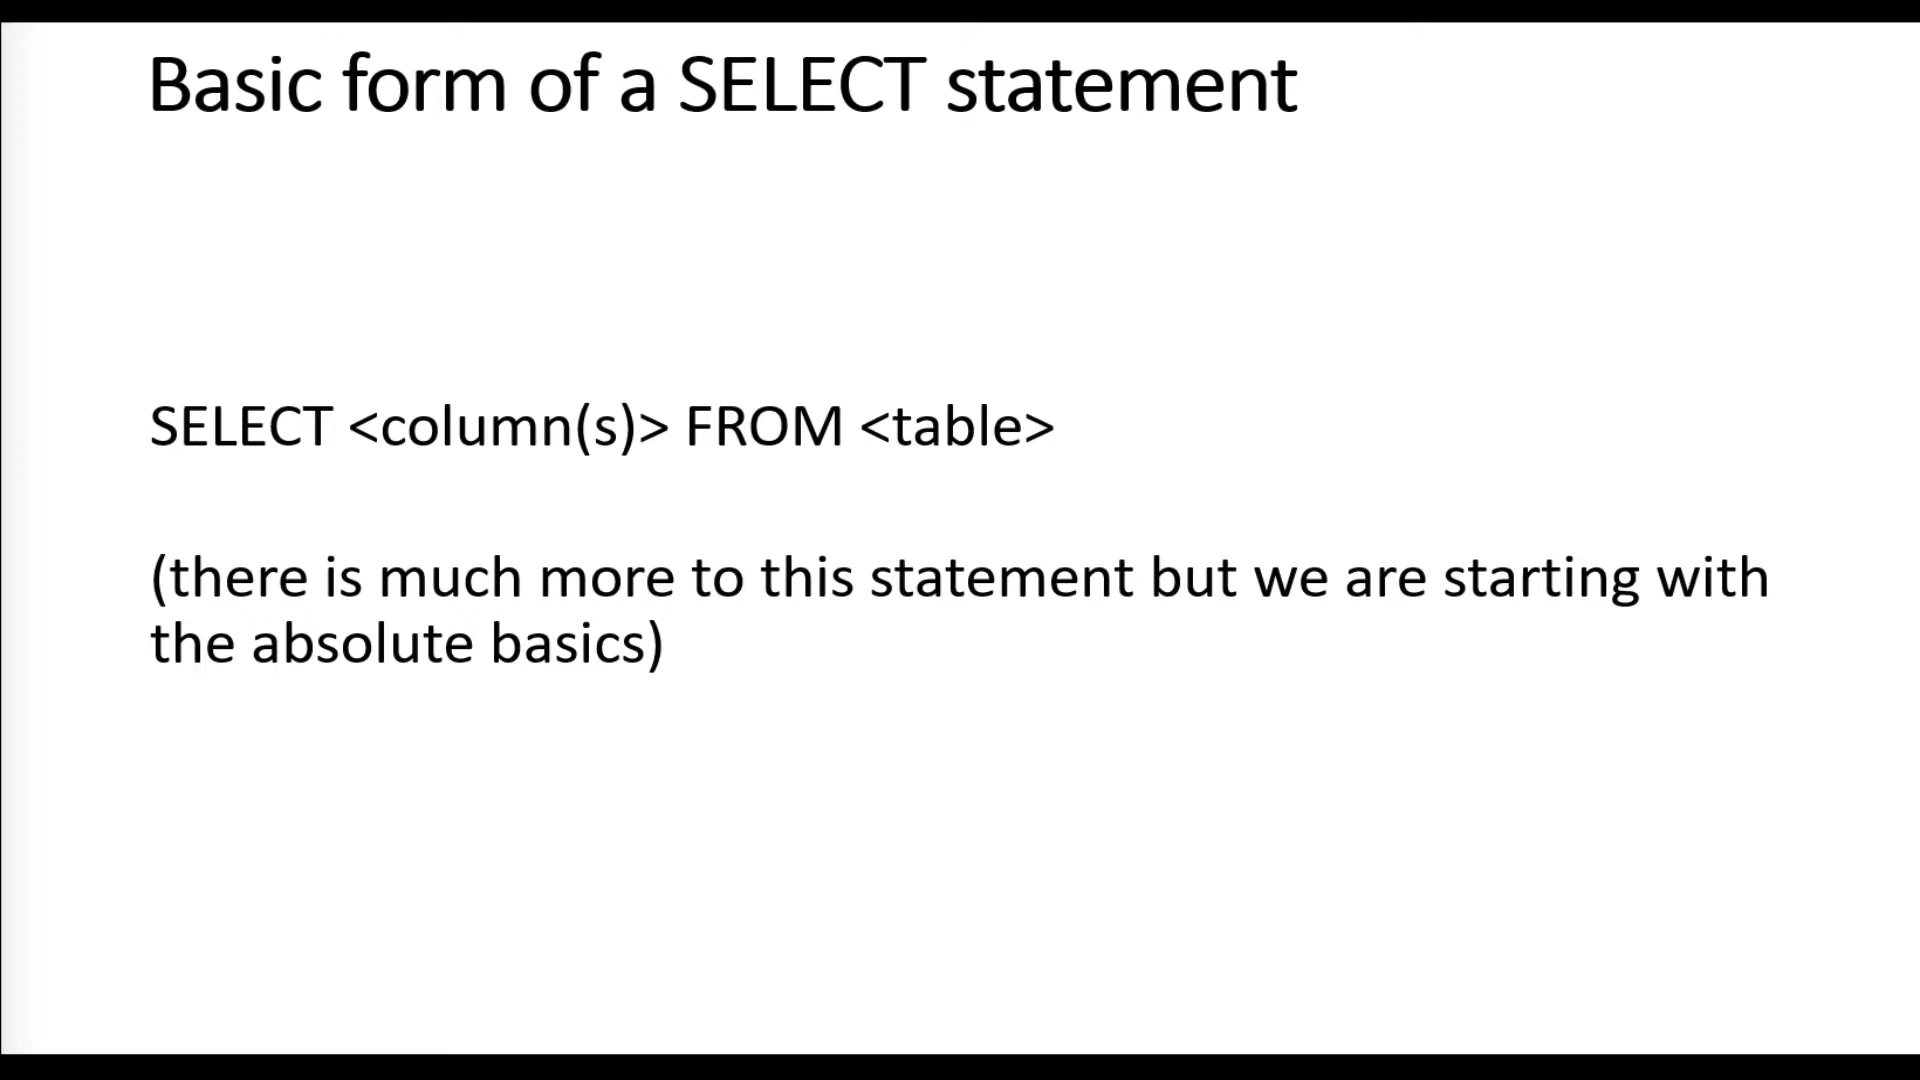 Basic form of a SELECT statement
SELECT <column(s)> FROM <table>
(there is much more to this statement but we are starting with
the absolute basics)